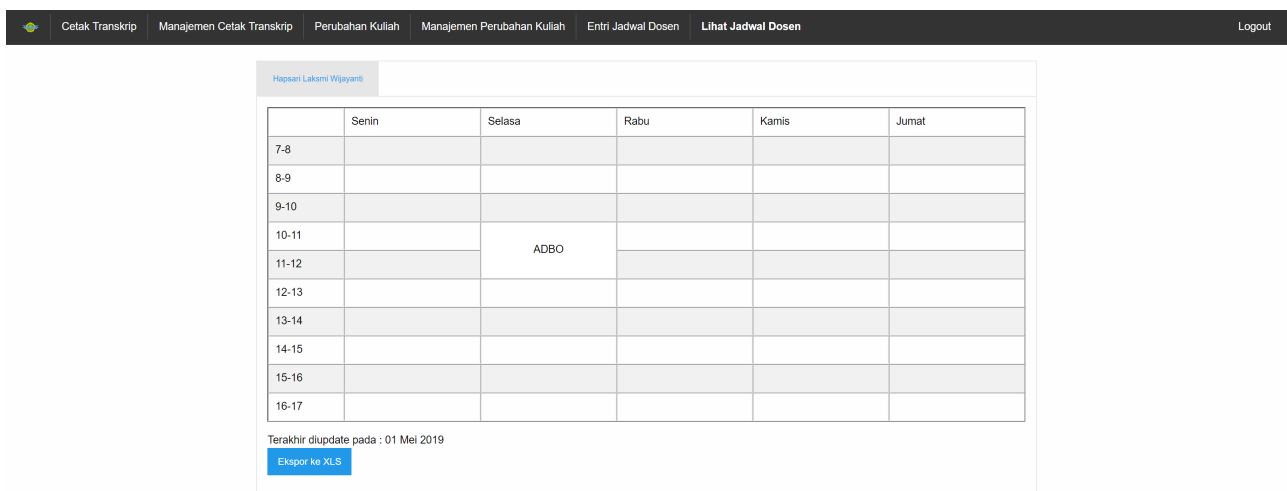 Cetak Transkrip Manajemen Cetak Transkrip Perubahan Kuliah Manajemen Perubahan Kuliah Entri Jadwal Dosen Lihat Jadwal Dosen Logout
Hapsari Laksmi Wijayanti
Senin Selasa Rabu Kamis Jumat
7-8
8-9
9-10
10-11
ADBO
11-12
12-13
13-14
14-15
15-16
16-17
Terakhir diupdate pada : 01 Mei 2019
Ekspor ke XLS